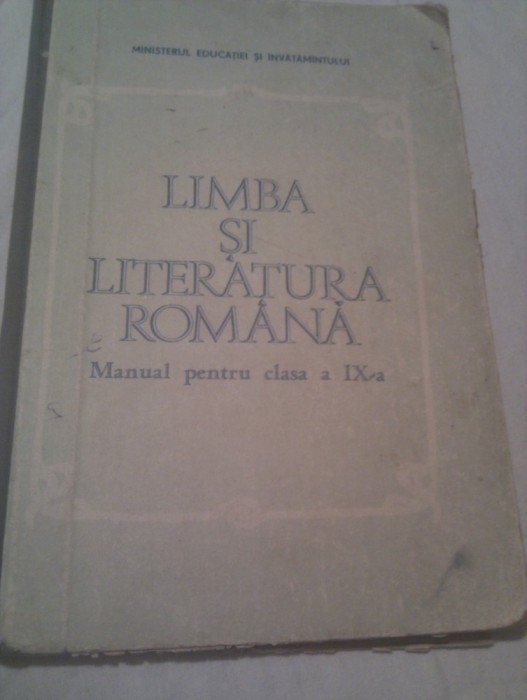 MINISTERUL EDUCAȚIEI ȘI ÎNVĂȚĂMÎNTULUI
LIMBA
ȘI
LITERATURA
ROMÂNĂ
Manual pentru clasa a IX-a